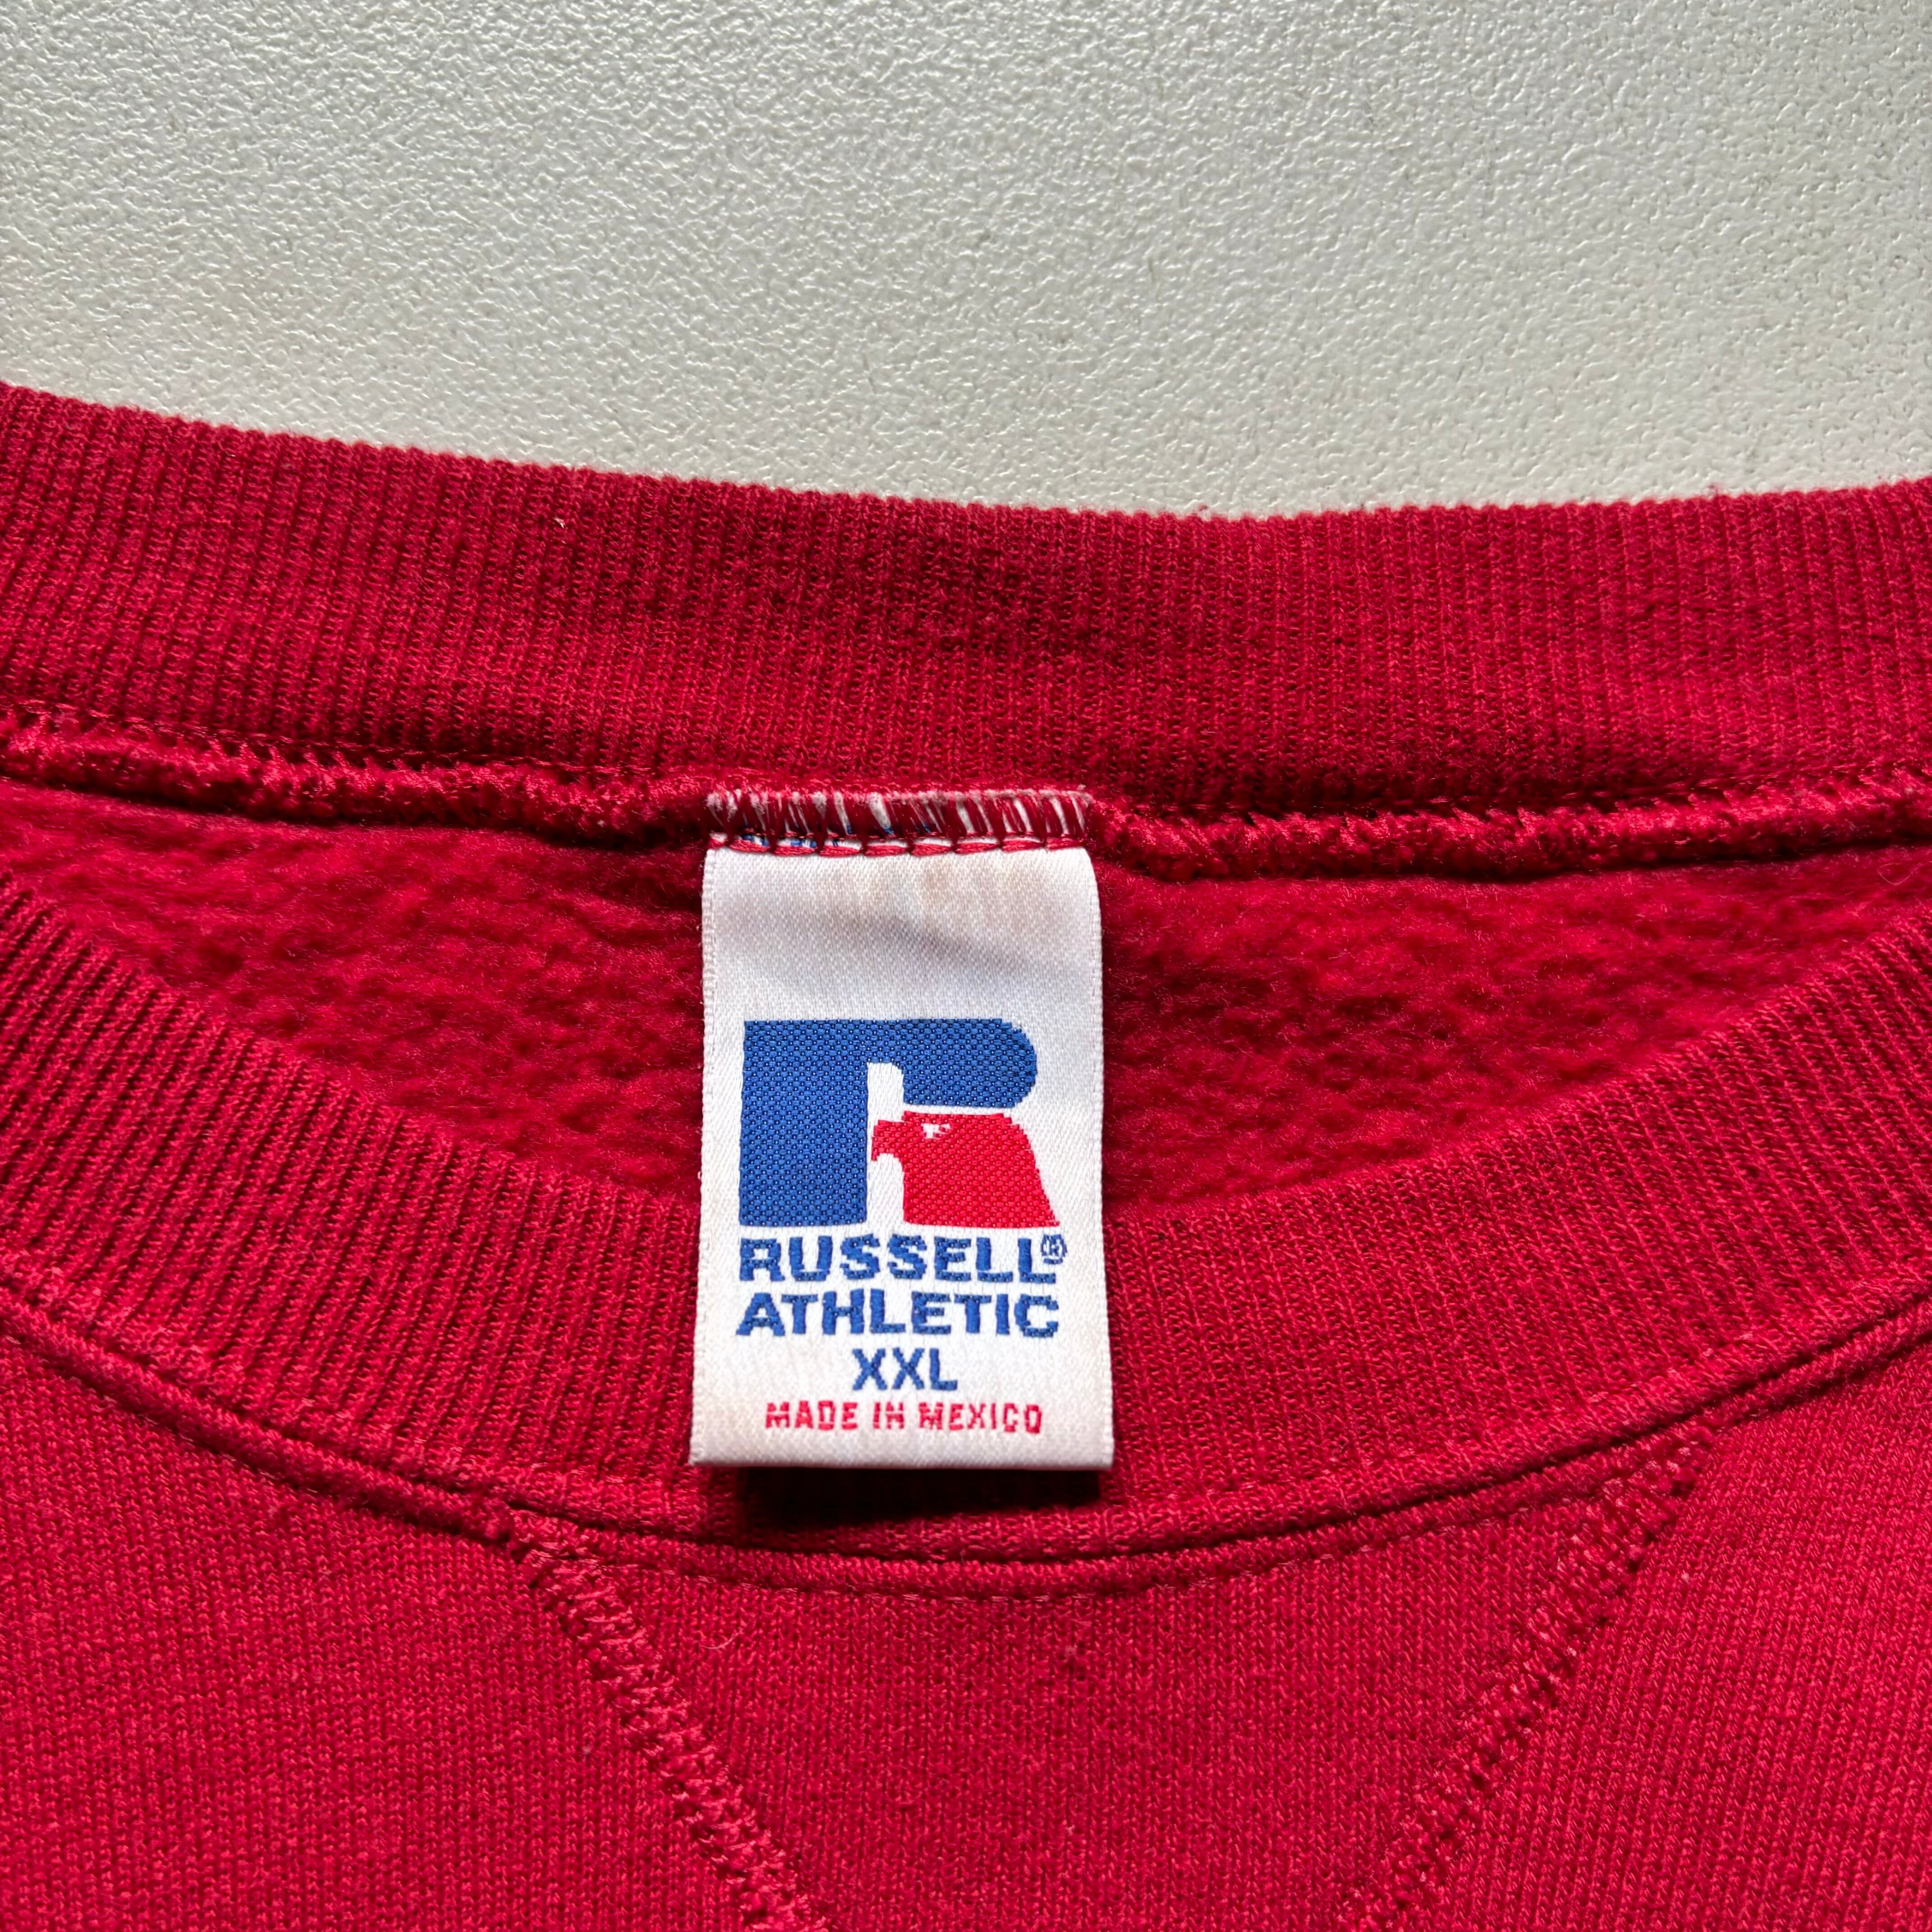 RUSSELL®
ATHLETIC
XXL
MADE IN MEXICO